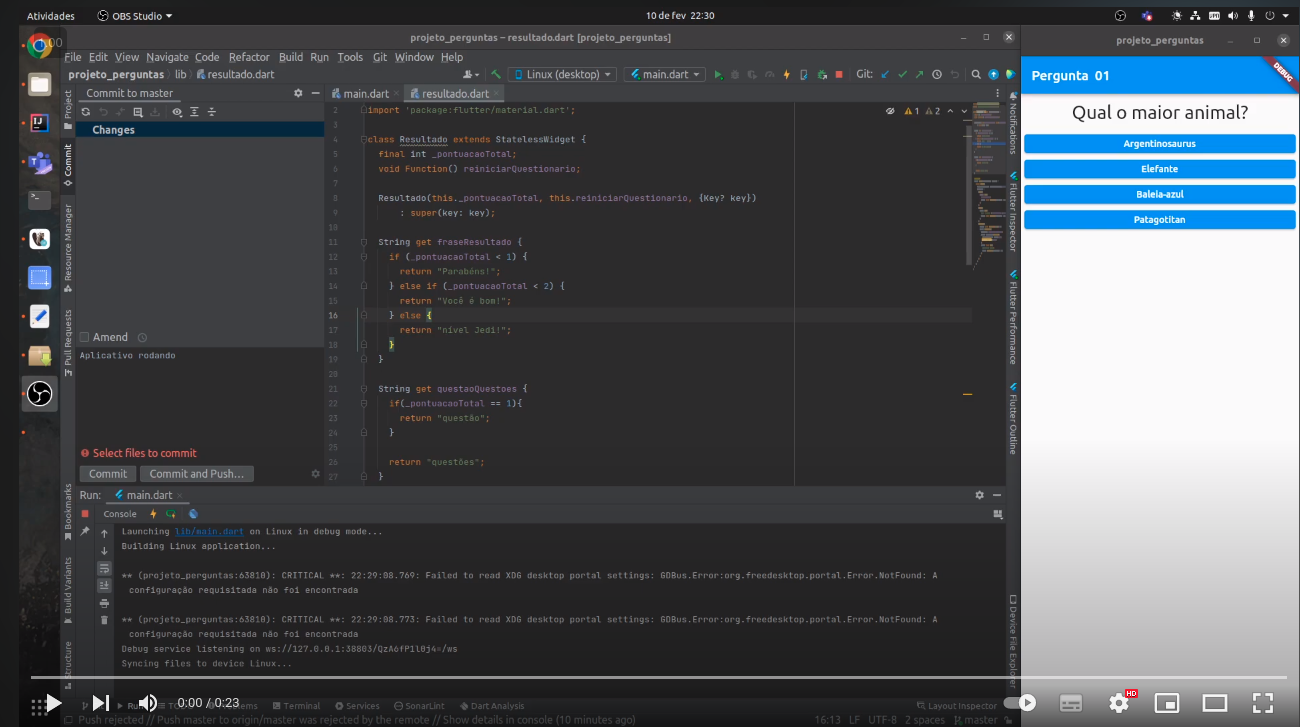 Atividades OBS Studio 10 de fev 22:30
projeto_perguntas – resultado.dart [projeto_perguntas]
projeto_perguntas
File Edit View Navigate Code Refactor Build Run Tools Git Window Help
projeto_perguntas lib resultado.dart Linux (desktop) main.dart Git:
DEBUG
Pergunta 01
Commit to master
main.dart resultado.dart
Changes
Project
Commit
Resource Manager
Pull Requests
Bookmarks
Build Variants
Structure
2 import 'package:flutter/material.dart'; 1 2
3
4 class Resultado extends StatelessWidget {
5 final int _pontuacaoTotal;
6 void Function() reiniciarQuestionario;
7
8 Resultado(this._pontuacaoTotal, this.reiniciarQuestionario, {Key? key})
9 : super(key: key);
10
11 String get fraseResultado {
12 if (_pontuacaoTotal < 1) {
13 return "Parabéns!";
14 } else if (_pontuacaoTotal < 2) {
15 return "Você é bom!";
16 } else {
17 return "nível Jedi!";
18 }
19 }
20
21 String get questaoQuestoes {
22 if(_pontuacaoTotal == 1){
23 return "questão";
24 }
25
26 return "questões";
27 }
Amend
Aplicativo rodando
Select files to commit
Commit Commit and Push...
Notifications
Flutter Inspector
Flutter Performance
Flutter Outline
Device File Explorer
Qual o maior animal?
Argentinosaurus
Elefante
Baleia-azul
Patagotitan
Run: main.dart
Console
Launching lib/main.dart on Linux in debug mode...
Building Linux application...
** (projeto_perguntas:63810): CRITICAL **: 22:29:08.769: Failed to read XDG desktop portal settings: GDBus.Error:org.freedesktop.portal.Error.NotFound: A
configuração requisitada não foi encontrada
** (projeto_perguntas:63810): CRITICAL **: 22:29:08.773: Failed to read XDG desktop portal settings: GDBus.Error:org.freedesktop.portal.Error.NotFound: A
configuração requisitada não foi encontrada
Debug service listening on ws://127.0.0.1:38803/QzA6fP1l0j4=/ws
Syncing files to device Linux...
0:00 / 0:23
HD
Run Terminal Services SonarLint Dart Analysis Layout Inspector
Push rejected // Push master to origin/master was rejected by the remote // Show details in console (10 minutes ago) 16:13 LF UTF-8 2 spaces master